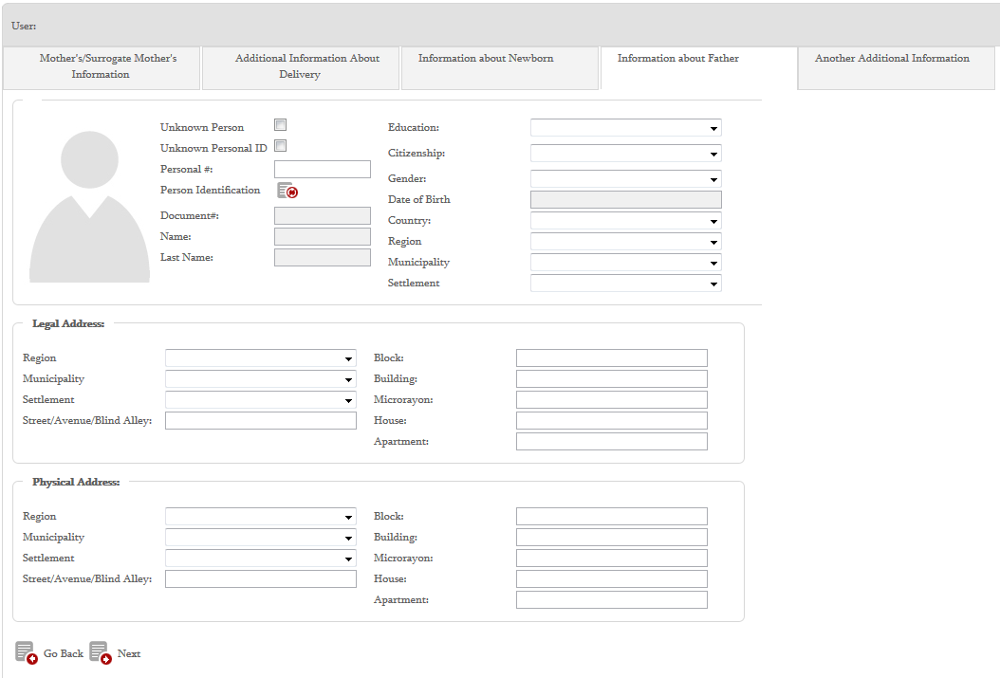 User:
Mother's/Surrogate Mother's
Information
Additional Information About
Delivery
Information about Newborn
Information about Father
Another Additional Information
Unknown Person
Unknown Personal ID
Personal #:
Person Identification
Document#:
Name:
Last Name:
Education:
Citizenship:
Gender:
Date of Birth
Country:
Region
Municipality
Settlement
Legal Address:
Region
Municipality
Settlement
Street/Avenue/Blind Alley:
Block:
Building:
Microrayon:
House:
Apartment:
Physical Address:
Region
Municipality
Settlement
Street/Avenue/Blind Alley:
Block:
Building:
Microrayon:
House:
Apartment:
Go Back
Next